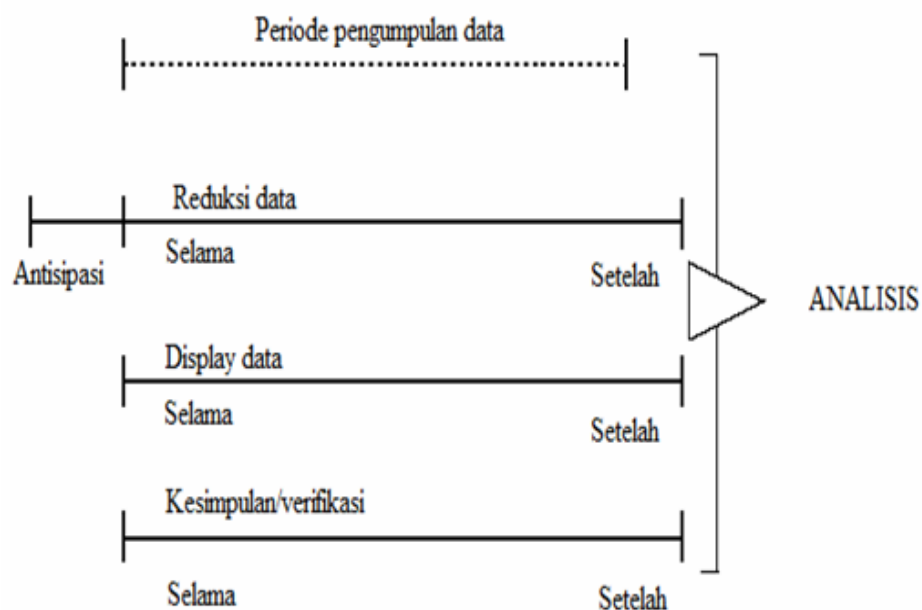 Periode pengumpulan data
Reduksi data
Selama
Antisipasi
Setelah
ANALISIS
Display data
Selama
Setelah
Kesimpulan/verifikasi
Selama
Setelah